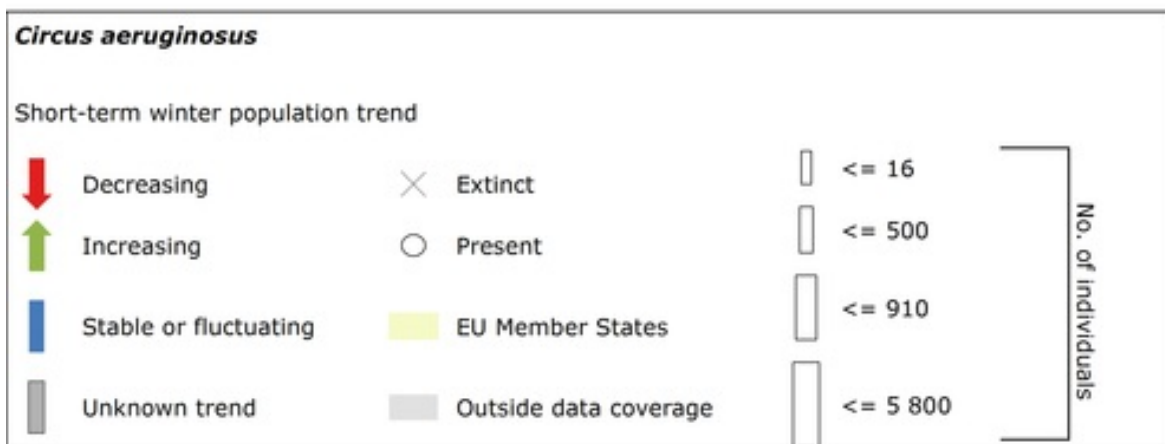 Circus aeruginosus
Short-term winter population trend
Decreasing
Extinct
<= 16
Increasing
Present
<= 500
Stable or fluctuating
EU Member States
<= 910
Unknown trend
Outside data coverage
<= 5 800
No. of individuals